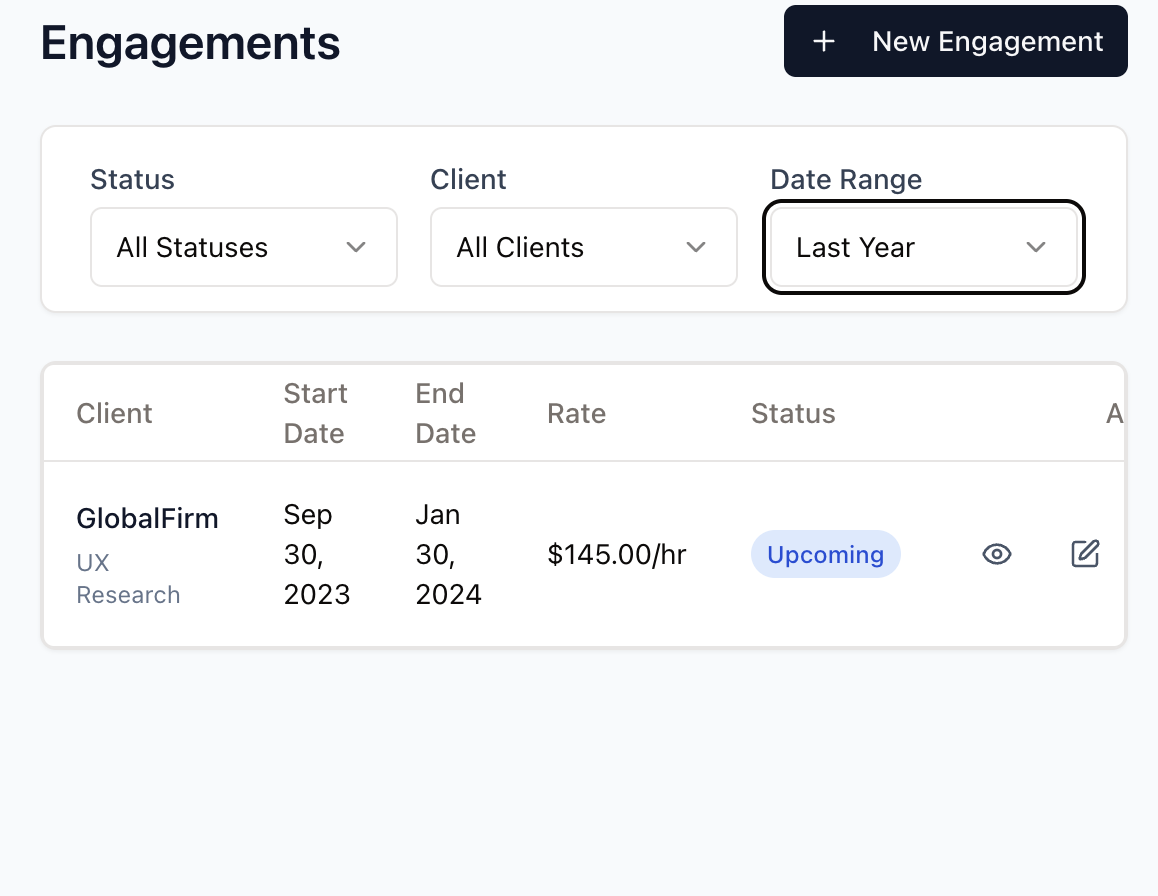 Engagements
+ New Engagement
Status
Client
Date Range
All Statuses
All Clients
Last Year
Client
Start
Date
End
Date
Rate
Status
A
GlobalFirm
UX
Research
Sep
30,
2023
Jan
30,
2024
$145.00/hr
Upcoming